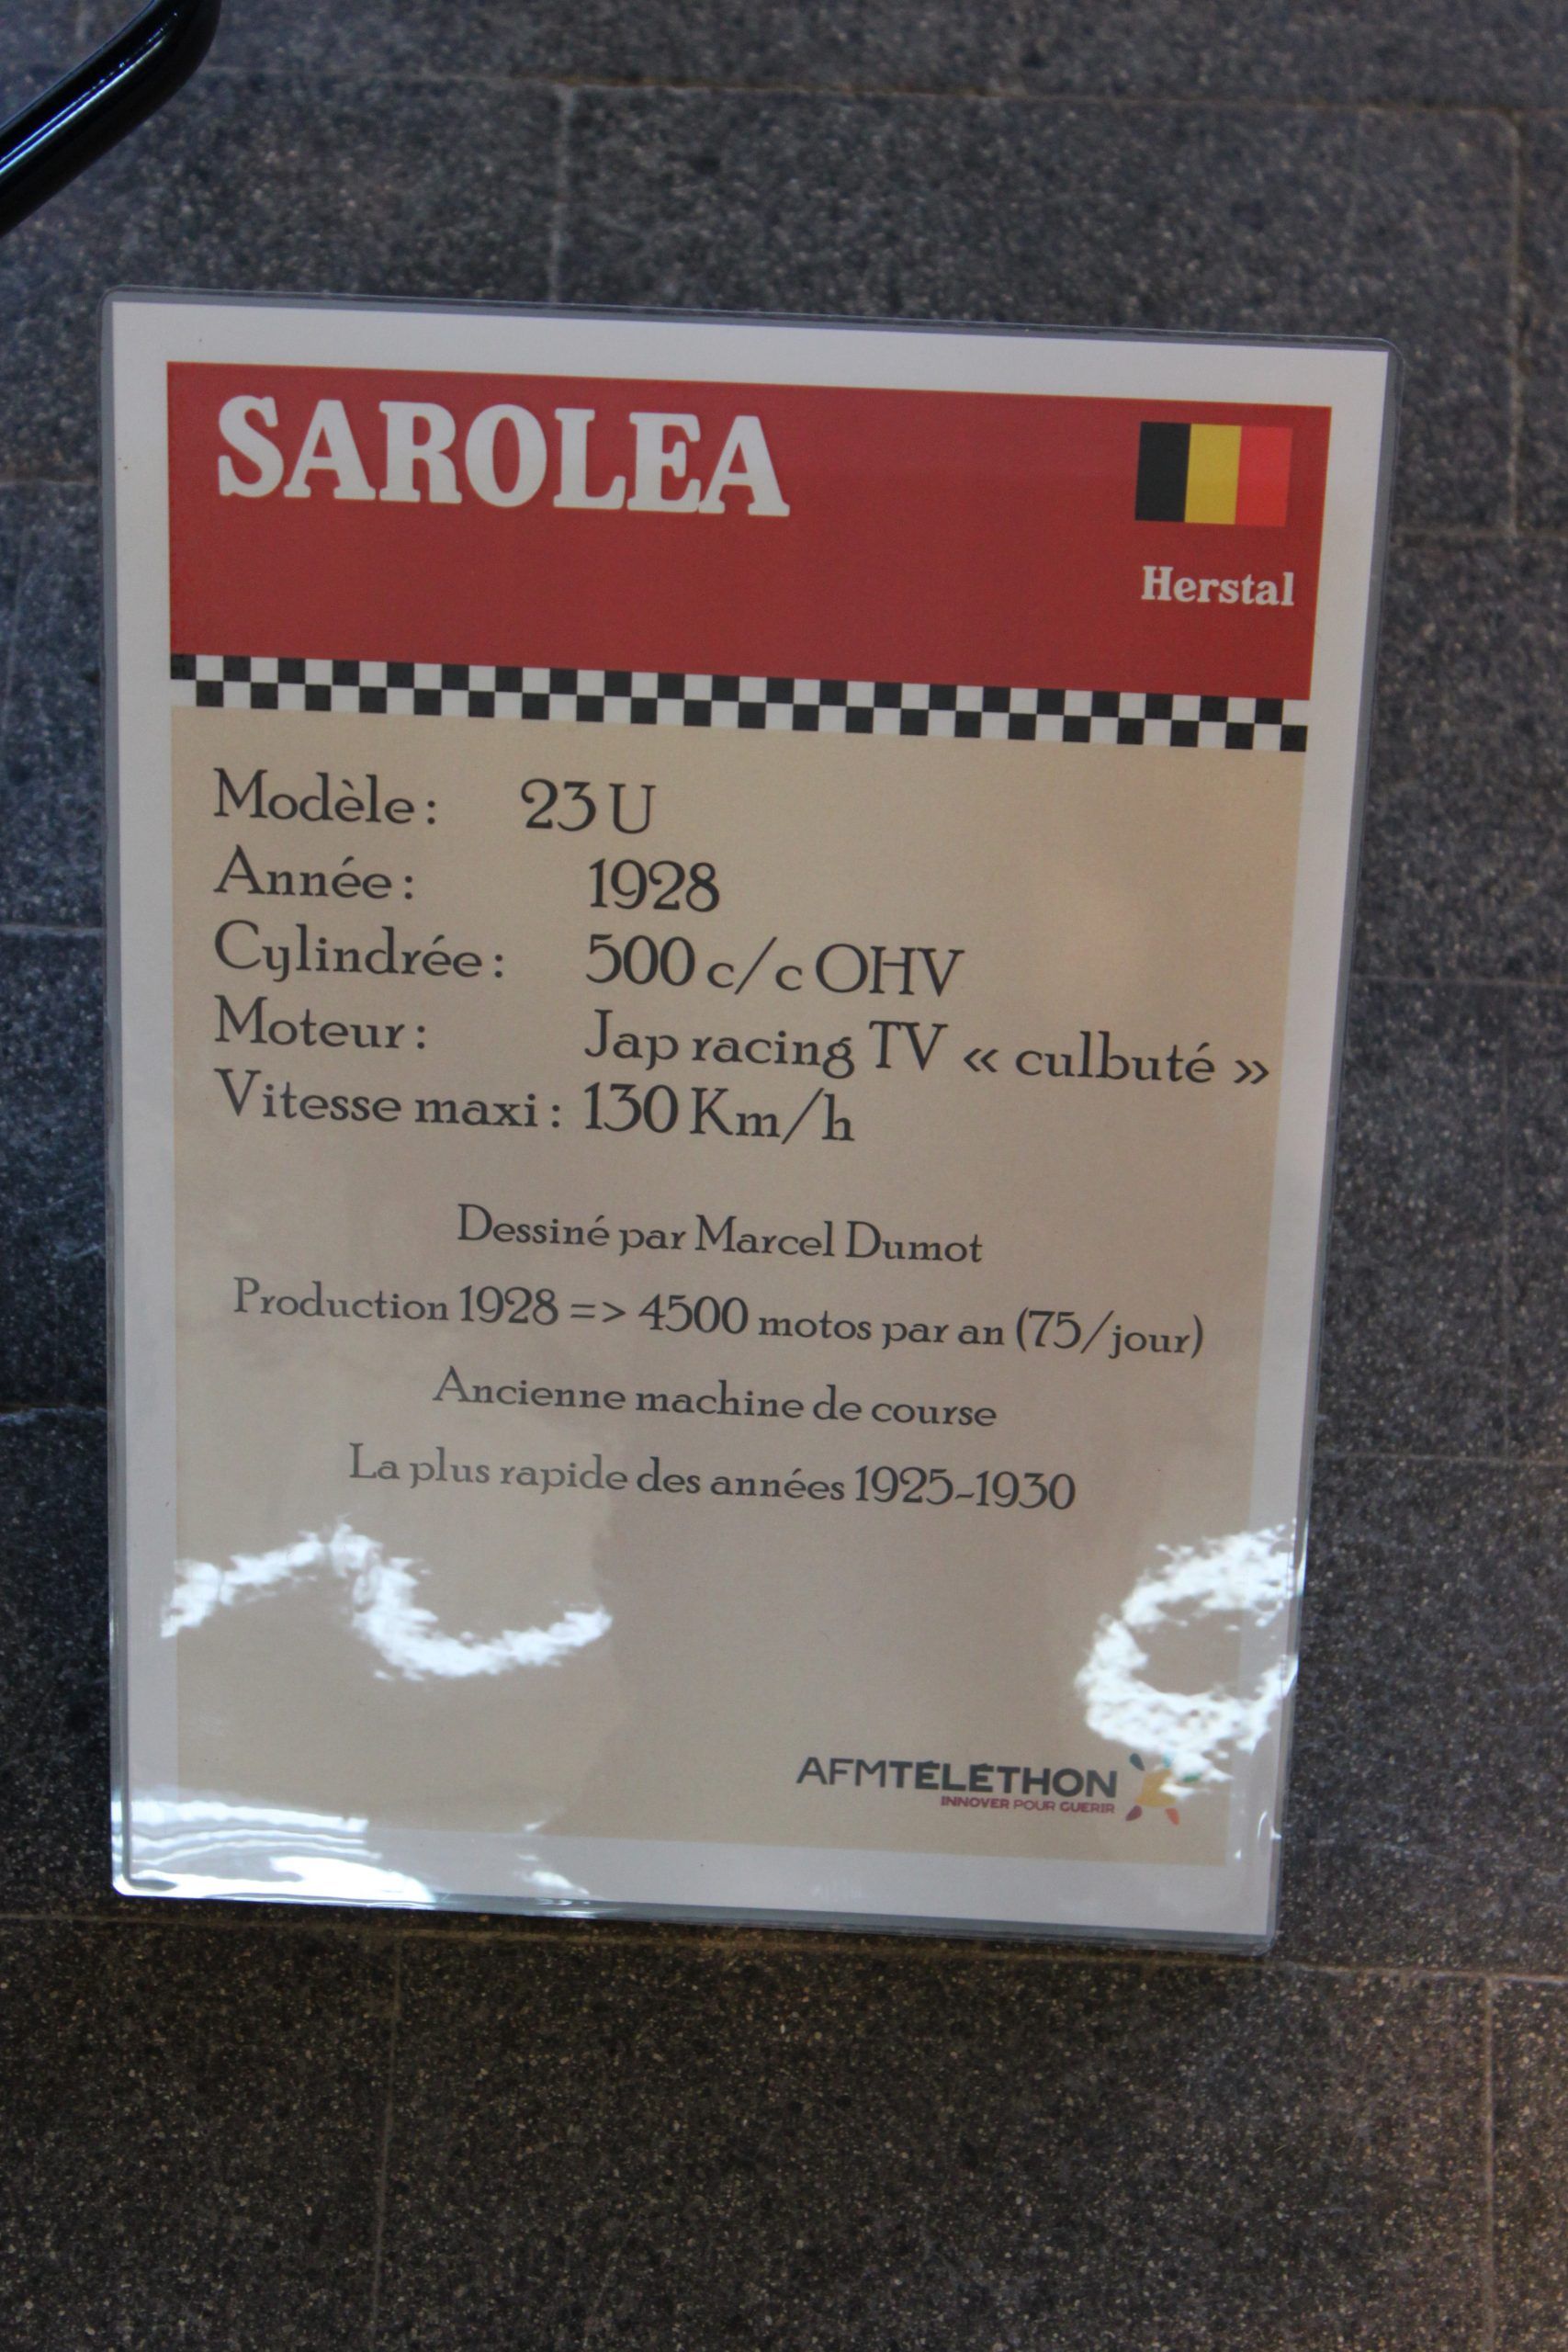 SAROLEA
Herstal
Modèle : 23 U
Année : 1928
Cylindrée : 500 c/c OHV
Moteur : Jap racing TV « culbuté »
Vitesse maxi : 130 Km/h
Dessiné par Marcel Dumot
Production 1928 => 4500 motos par an (75/jour)
Ancienne machine de course
La plus rapide des années 1925-1930
AFMTÉLÉTHON
INNOVER POUR GUÉRIR